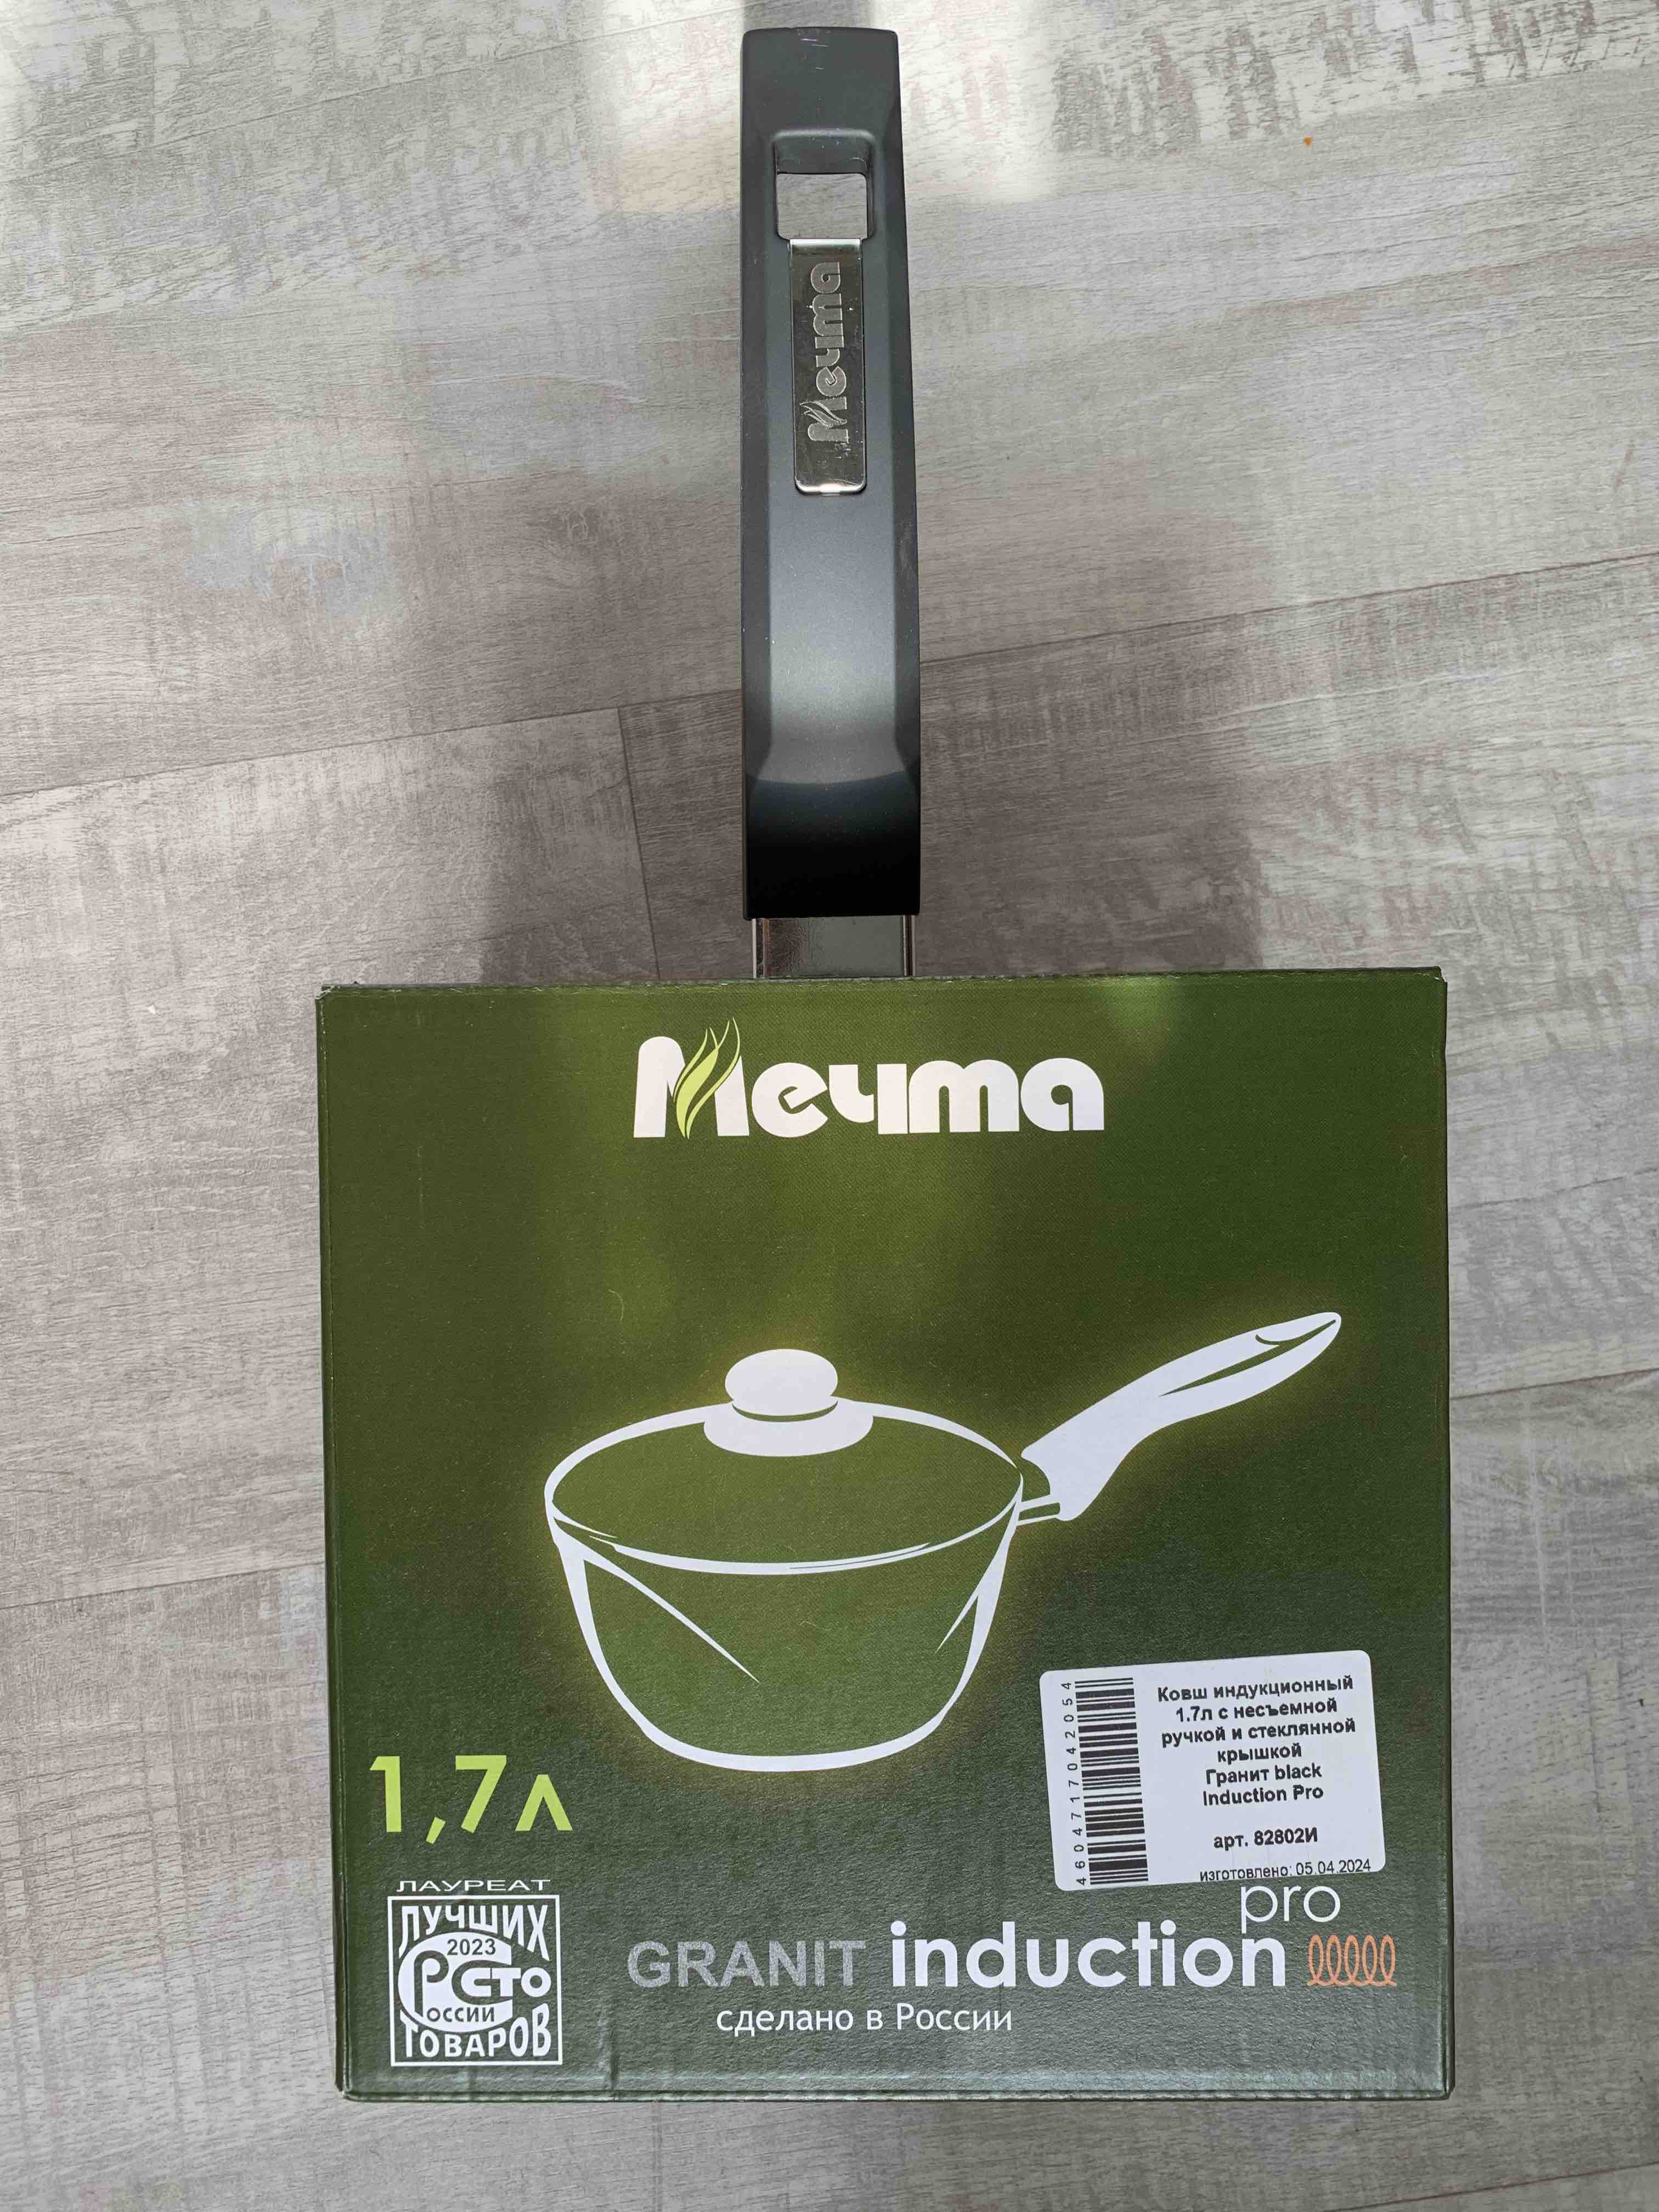 Мечта
Мечта
1,7л
4604717042054
Ковш индукционный
1.7л с несъемной
ручкой и стеклянной
крышкой
Гранит black
Induction Pro
арт. 82802И
изготовлено: 05.04.2024
ЛАУРЕАТ
ЛУЧШИХ
2023
РОССИИ СТО
ТОВАРОВ
pro
GRANIT induction
сделано в России